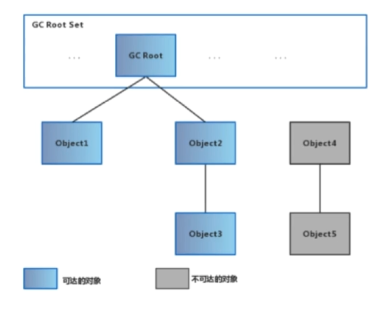 GC Root Set
... GC Root ... ...
Object1 Object2 Object4
Object3 Object5
可达的对象 不可达的对象